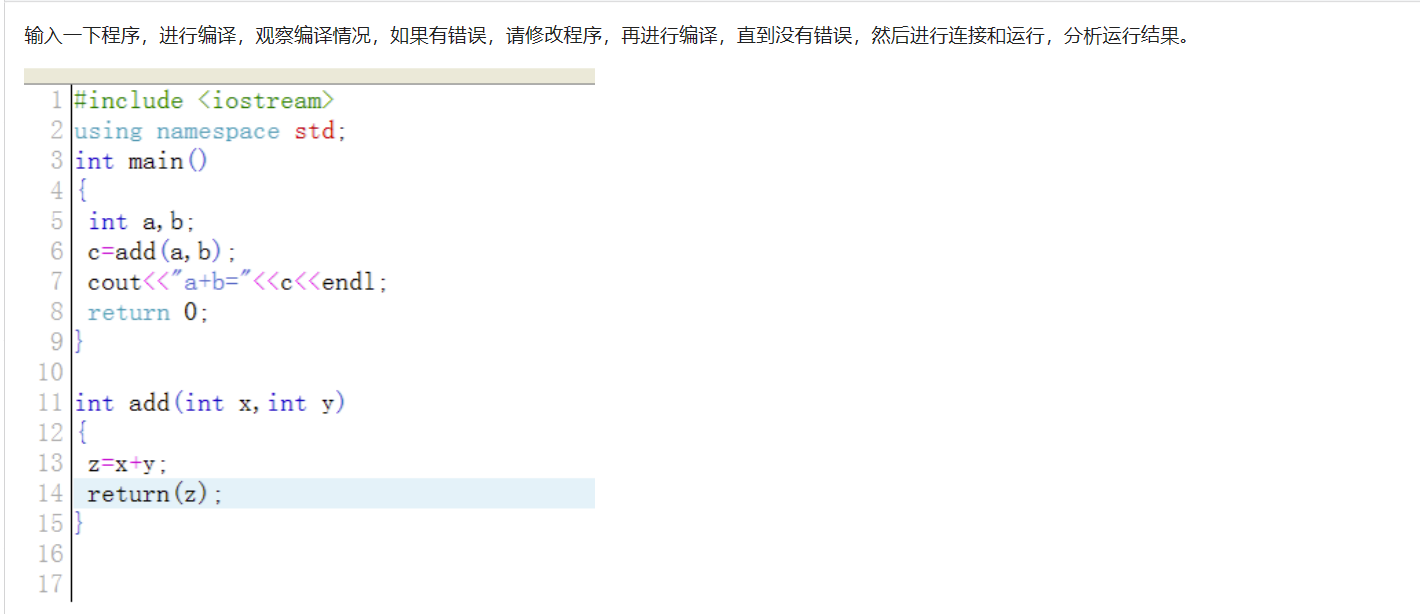 输入一下程序，进行编译，观察编译情况，如果有错误，请修改程序，再进行编译，直到没有错误，然后进行连接和运行，分析运行结果。
1 #include <iostream>
2 using namespace std;
3 int main()
4 {
5 int a,b;
6 c=add(a,b);
7 cout<<"a+b="<<c<<endl;
8 return 0;
9 }
10
11 int add(int x,int y)
12 {
13 z=x+y;
14 return(z);
15 }
16
17